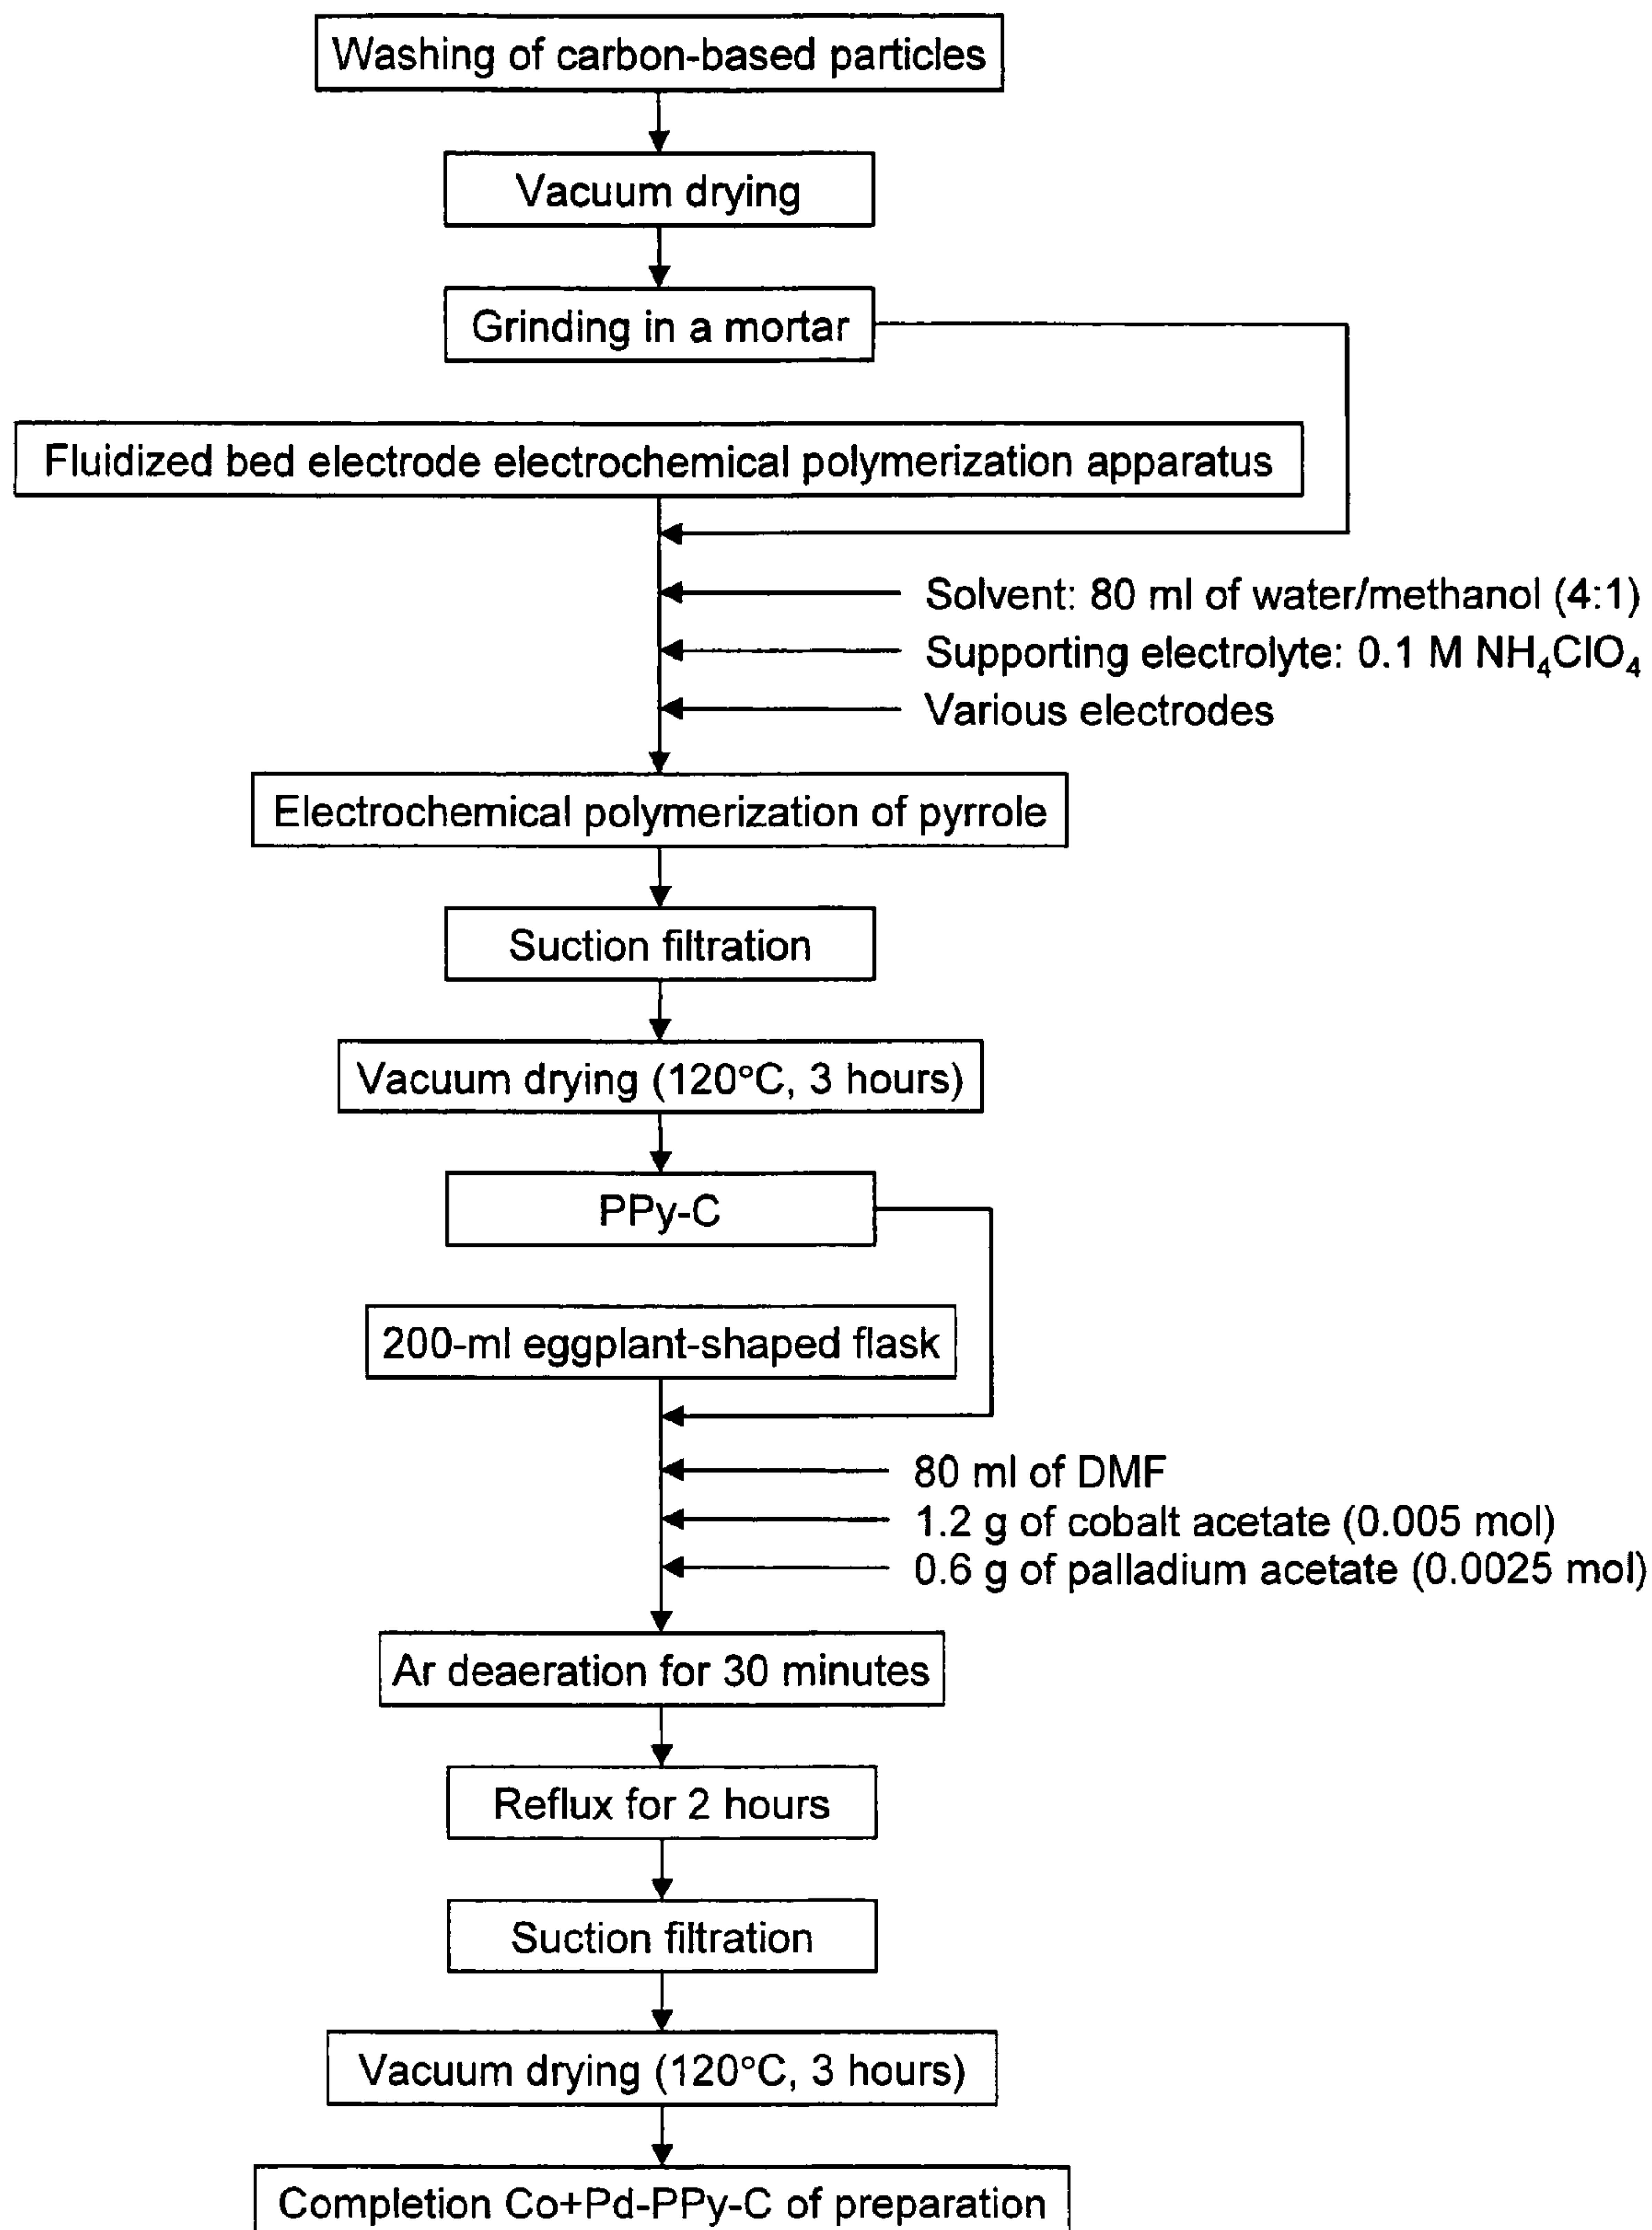 Washing of carbon-based particles
Vacuum drying
Grinding in a mortar
Fluidized bed electrode electrochemical polymerization apparatus
Solvent: 80 ml of water/methanol (4:1)
Supporting electrolyte: 0.1 M NH₄ClO₄
Various electrodes
Electrochemical polymerization of pyrrole
Suction filtration
Vacuum drying (120°C, 3 hours)
PPy-C
200-ml eggplant-shaped flask
80 ml of DMF
1.2 g of cobalt acetate (0.005 mol)
0.6 g of palladium acetate (0.0025 mol)
Ar deaeration for 30 minutes
Reflux for 2 hours
Suction filtration
Vacuum drying (120°C, 3 hours)
Completion Co+Pd-PPy-C of preparation